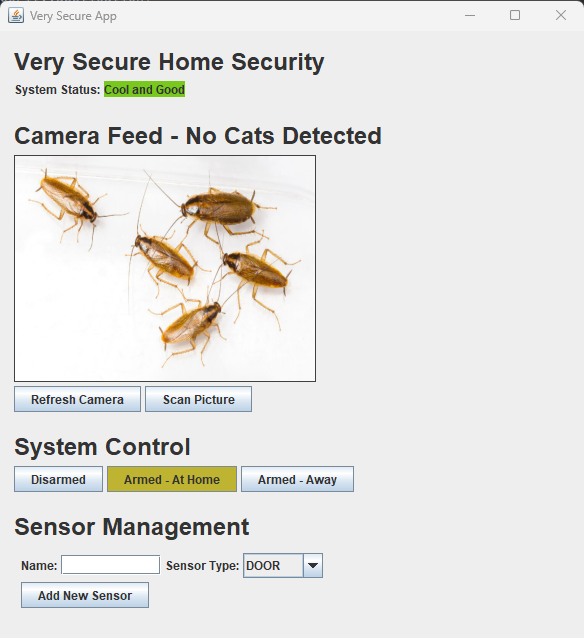 Very Secure App
Very Secure Home Security
System Status: Cool and Good
Camera Feed - No Cats Detected
Refresh Camera Scan Picture
System Control
Disarmed Armed - At Home Armed - Away
Sensor Management
Name: Sensor Type: DOOR
Add New Sensor